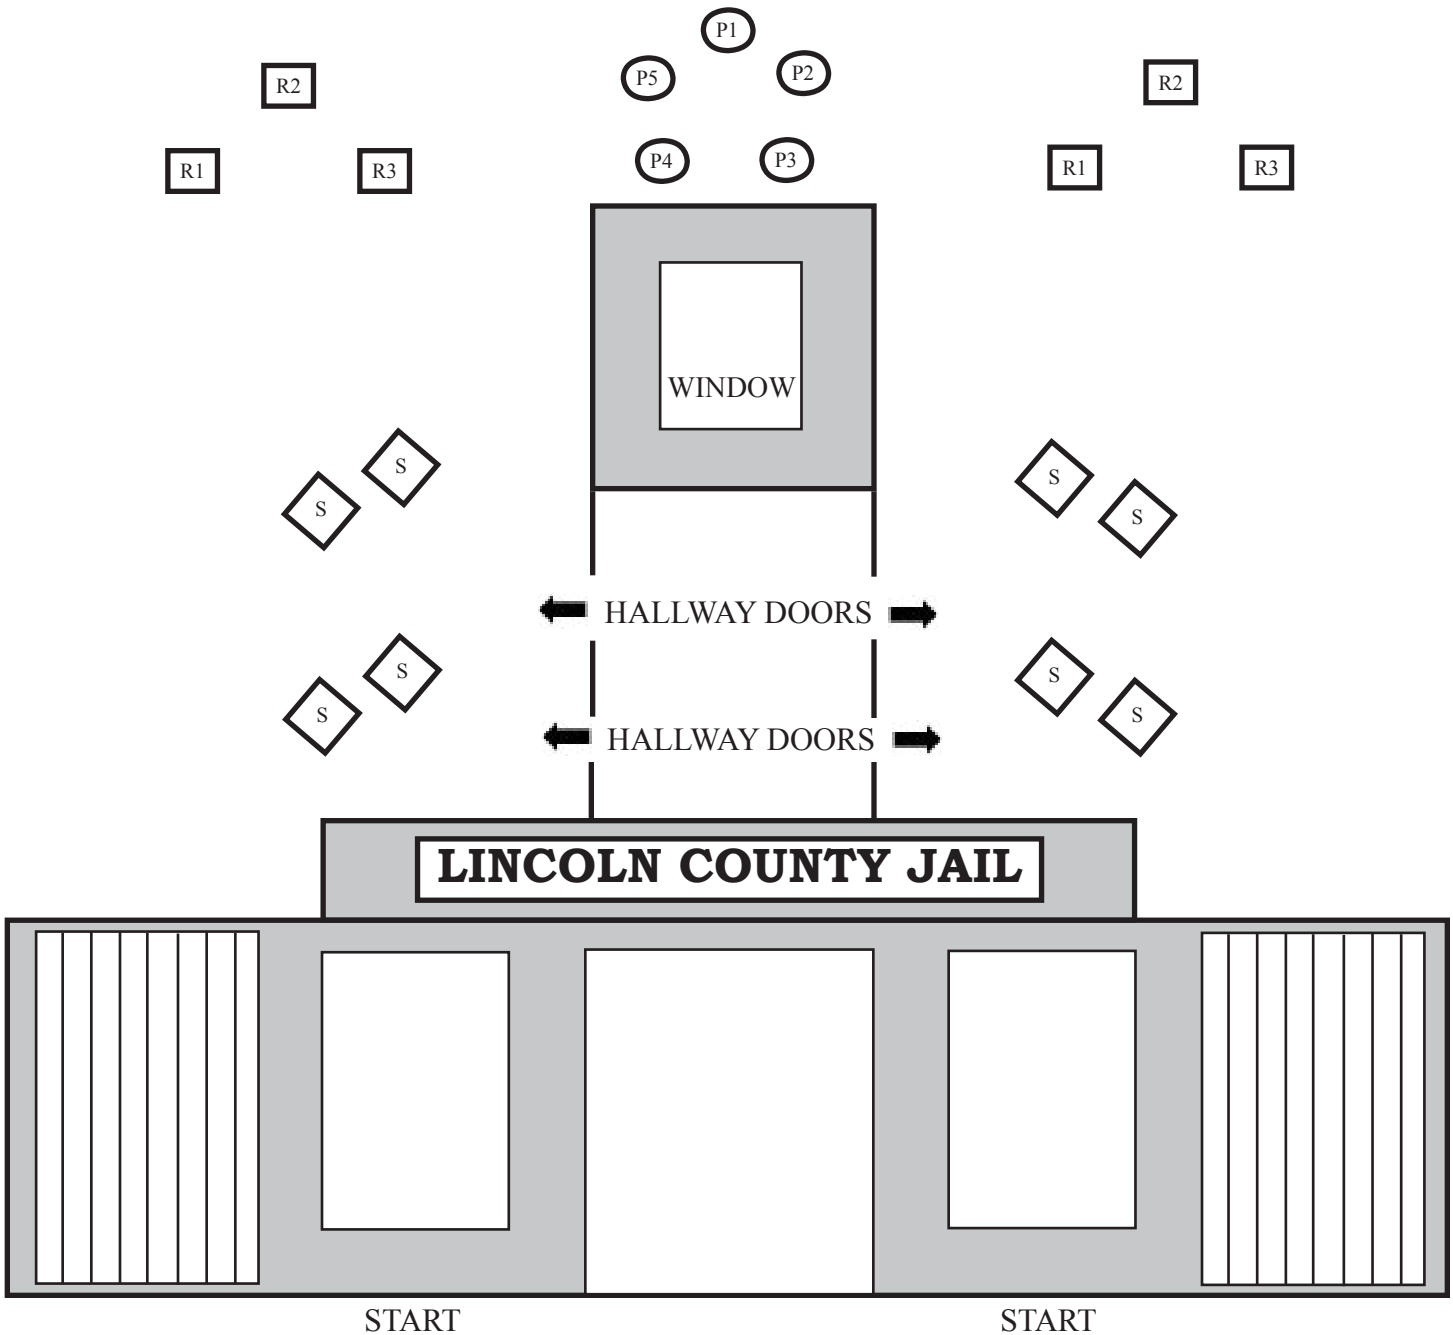 P1
P5 P2
R2 R2
P4 P3
R1 R3 R1 R3
WINDOW
S S
S S
HALLWAY DOORS
S S
S S
HALLWAY DOORS
LINCOLN COUNTY JAIL
START START